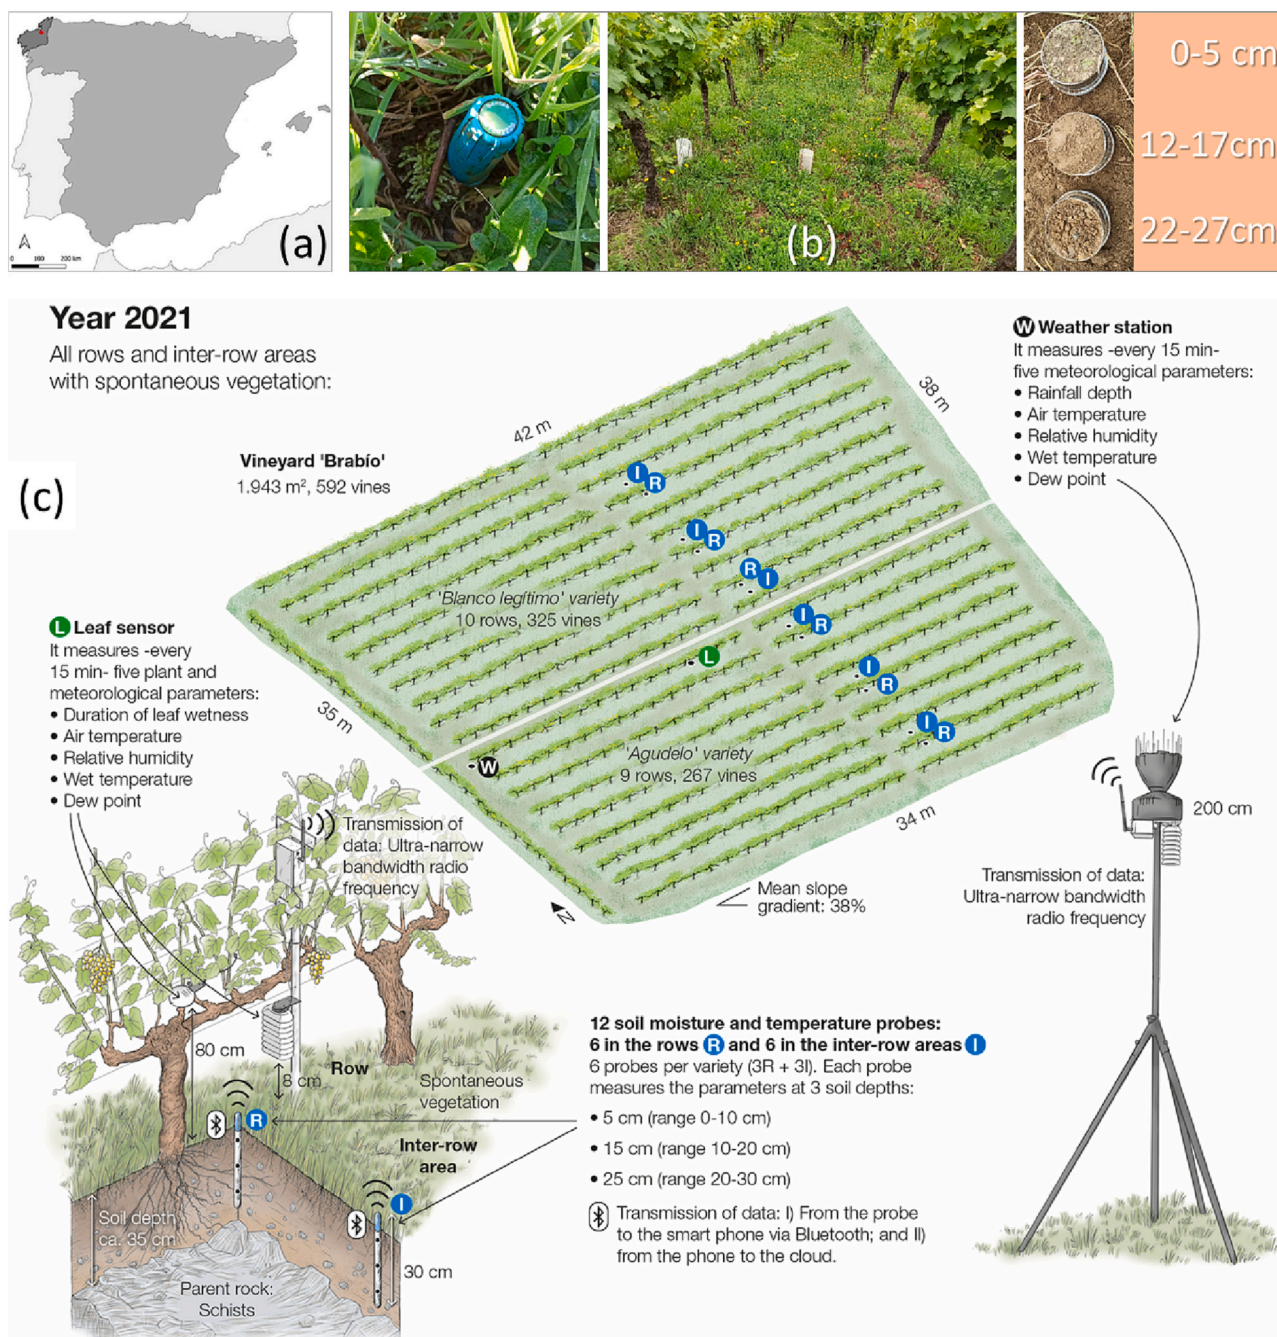 0 100 200 km
(a)
(b)
0-5 cm
12-17cm
22-27cm
Year 2021
All rows and inter-row areas
with spontaneous vegetation:
(c)
Vineyard 'Brabío'
1.943 m², 592 vines
42 m
38 m
35 m
34 m
W Weather station
It measures -every 15 min-
five meteorological parameters:
• Rainfall depth
• Air temperature
• Relative humidity
• Wet temperature
• Dew point
I
R
I
R
R
I
I
R
I
R
I
R
L
W
'Blanco legítimo' variety
10 rows, 325 vines
'Agudelo' variety
9 rows, 267 vines
L Leaf sensor
It measures -every
15 min- five plant and
meteorological parameters:
• Duration of leaf wetness
• Air temperature
• Relative humidity
• Wet temperature
• Dew point
Transmission of
data: Ultra-narrow
bandwidth radio
frequency
N
Mean slope
gradient: 38%
200 cm
Transmission of data:
Ultra-narrow bandwidth
radio frequency
80 cm
8 cm
Row
Spontaneous
vegetation
R
Inter-row
area
I
Soil depth
ca. 35 cm
30 cm
Parent rock:
Schists
12 soil moisture and temperature probes:
6 in the rows R and 6 in the inter-row areas I
6 probes per variety (3R + 3I). Each probe
measures the parameters at 3 soil depths:
• 5 cm (range 0-10 cm)
• 15 cm (range 10-20 cm)
• 25 cm (range 20-30 cm)
Transmission of data: I) From the probe
to the smart phone via Bluetooth; and II)
from the phone to the cloud.